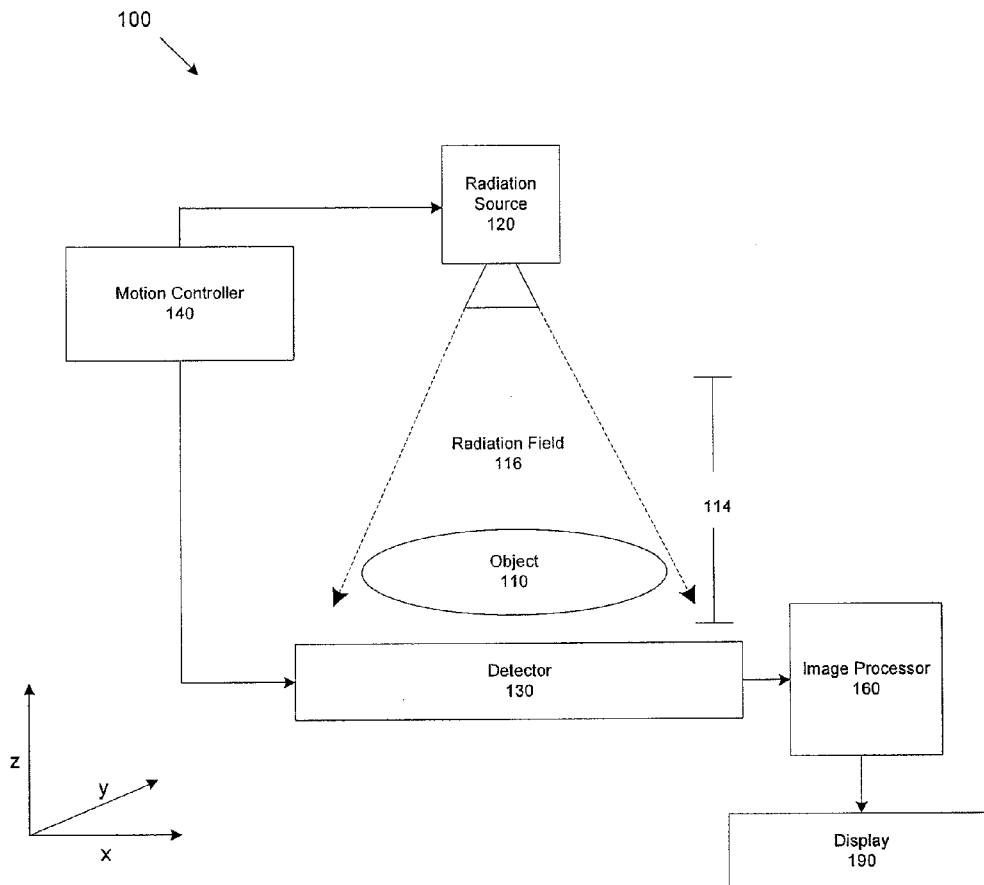 100
Radiation
Source
120
Motion Controller
140
Radiation Field
116
114
Object
110
Detector
130
Image Processor
160
z
y
x
Display
190